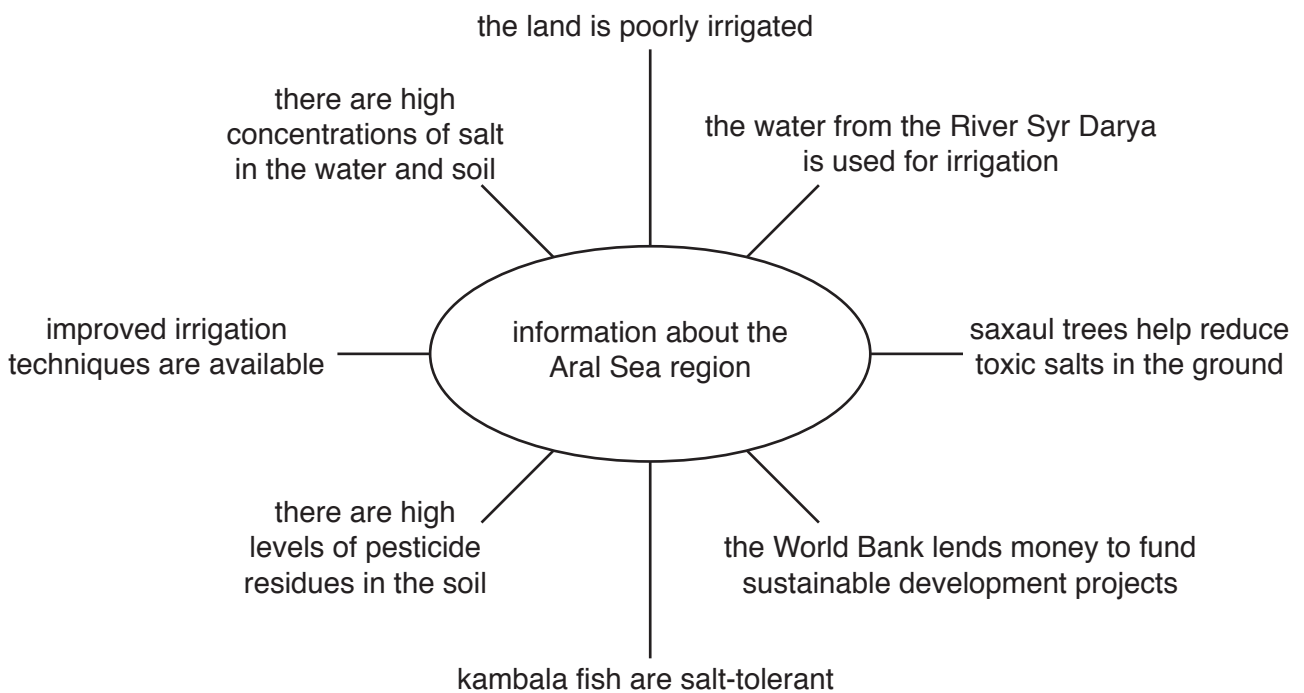 the land is poorly irrigated
there are high
concentrations of salt
in the water and soil
the water from the River Syr Darya
is used for irrigation
improved irrigation
techniques are available
information about the
Aral Sea region
saxaul trees help reduce
toxic salts in the ground
there are high
levels of pesticide
residues in the soil
the World Bank lends money to fund
sustainable development projects
kambala fish are salt-tolerant